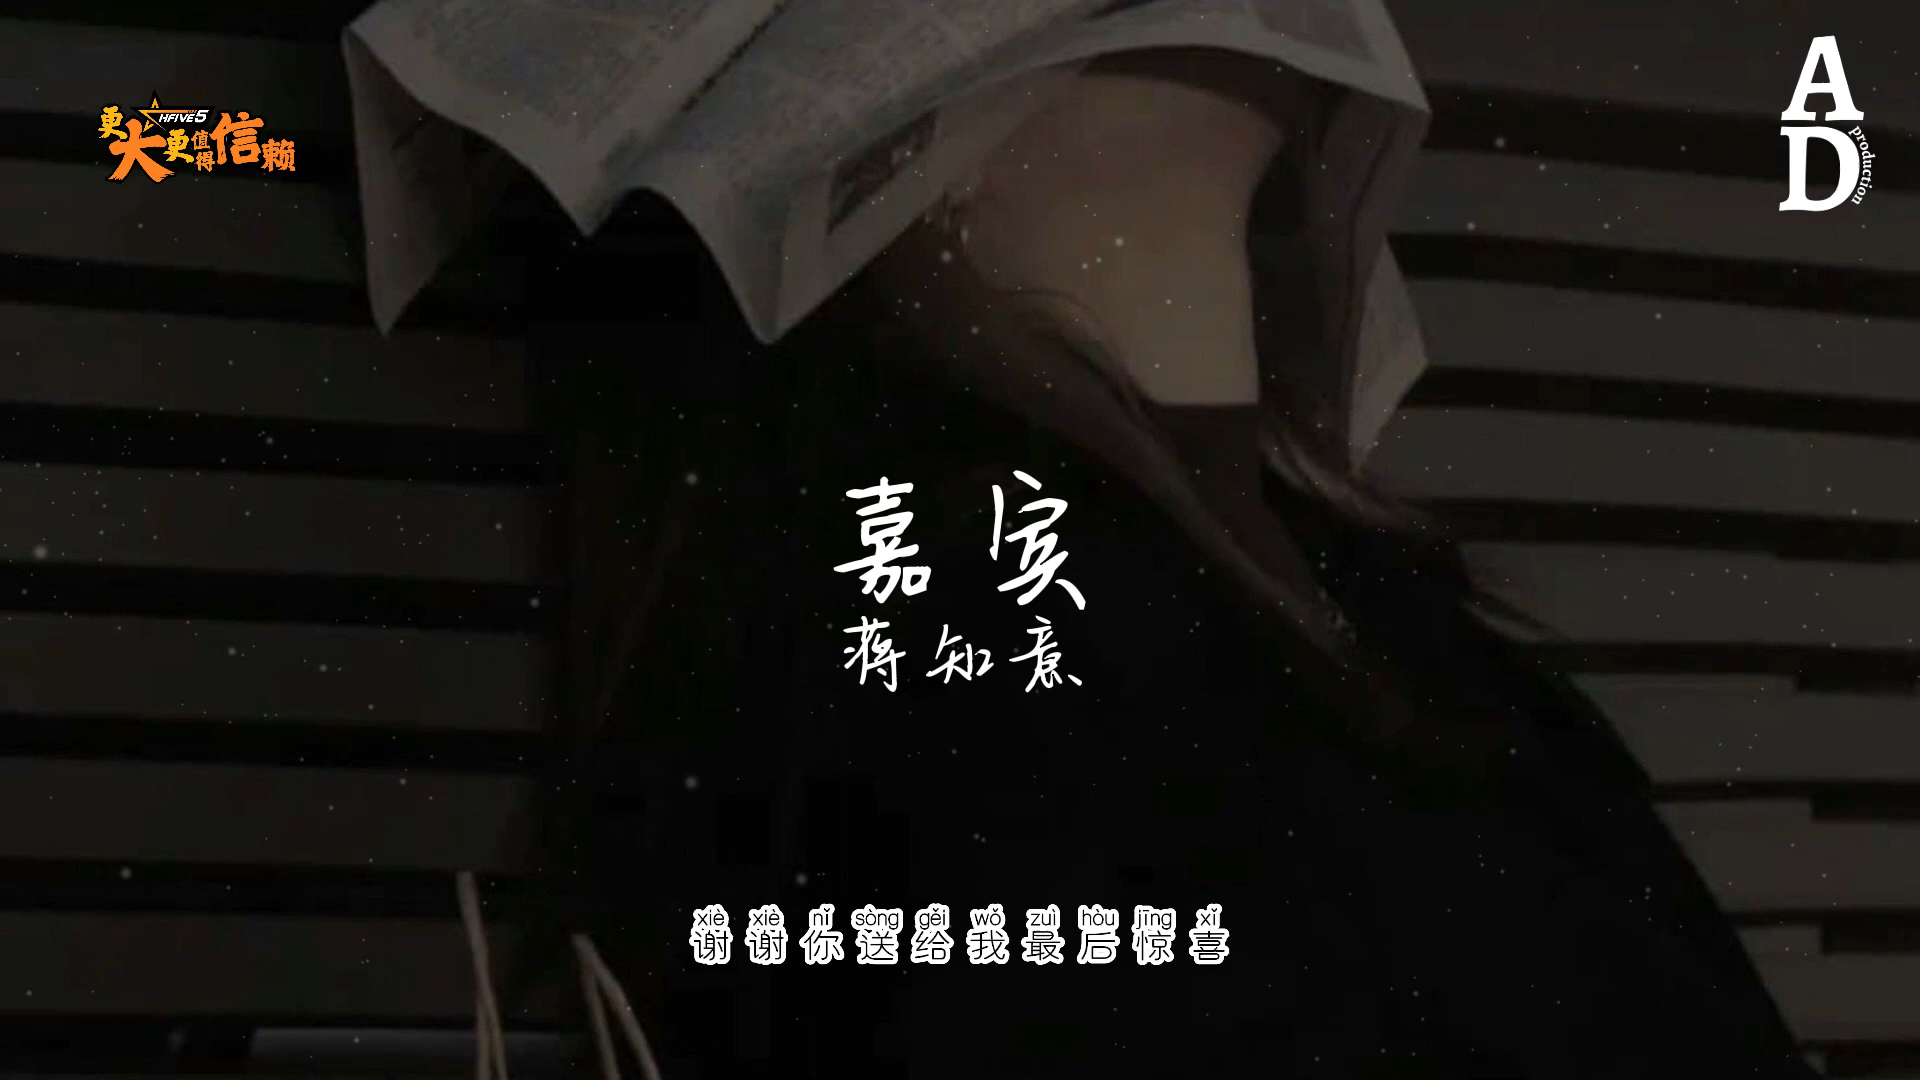 HFIVE5
更大更值得信赖
AD
production
嘉宾
蒋知意
xiè xiè nǐ sòng gěi wǒ zuì hòu jīng xǐ
谢谢你送给我最后惊喜